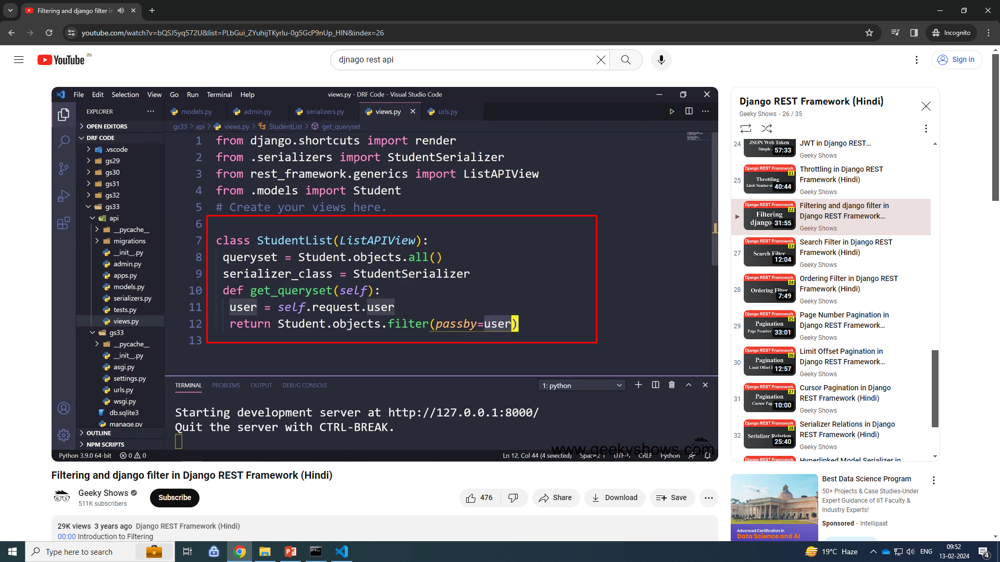 Filtering and django filter in
youtube.com/watch?v=bQSJ5yq572U&list=PLbGui_ZYuhijTKyrlu-0g5GcP9nUp_HIN&index=26
Incognito
YouTube IN
djnago rest api
Sign in
File Edit Selection View Go Run Terminal Help
views.py - DRF Code - Visual Studio Code
EXPLORER
models.py admin.py serializers.py views.py urls.py
OPEN EDITORS
DRF CODE
.vscode
gs29
gs30
gs31
gs32
gs33
api
__pycache__
migrations
__init__.py
admin.py
apps.py
models.py
serializers.py
tests.py
views.py
gs33
__pycache__
__init__.py
asgi.py
settings.py
urls.py
wsgi.py
db.sqlite3
manage.py
OUTLINE
NPM SCRIPTS
gs33 > api > views.py > StudentList > get_queryset
1 from django.shortcuts import render
2 from .serializers import StudentSerializer
3 from rest_framework.generics import ListAPIView
4 from .models import Student
5 # Create your views here.
6
7 class StudentList(ListAPIView):
8 queryset = Student.objects.all()
9 serializer_class = StudentSerializer
10 def get_queryset(self):
11 user = self.request.user
12 return Student.objects.filter(passby=user)
13
TERMINAL PROBLEMS OUTPUT DEBUG CONSOLE
1: python
Starting development server at http://127.0.0.1:8000/
Quit the server with CTRL-BREAK.
www.geekyshows.com
Python 3.9.0 64-bit 0 0
Ln 12, Col 44 (4 selected) Spaces: 1 UTF-8 CRLF Python
Filtering and django filter in Django REST Framework (Hindi)
Geeky Shows
511K subscribers
Subscribe
476
Share
Download
Save
29K views 3 years ago Django REST Framework (Hindi)
00:00 Introduction to Filtering
Django REST Framework (Hindi)
Geeky Shows - 26 / 35
24
JSON Web Token
57:33
JWT in Django REST...
Geeky Shows
25
Django REST Framework
21
Throttling
40:44
Throttling in Django REST
Framework (Hindi)
Geeky Shows
Django REST Framework
22
Filtering
31:55
Filtering and django filter in
Django REST Framework...
Geeky Shows
27
Django REST Framework
23
Search Filter
12:04
Search Filter in Django REST
Framework (Hindi)
Geeky Shows
28
Django REST Framework
24
Ordering Filter
7:49
Ordering Filter in Django REST
Framework (Hindi)
Geeky Shows
29
Django REST Framework
25
Pagination
Page Number
33:01
Page Number Pagination in
Django REST Framework...
Geeky Shows
30
Django REST Framework
26
Pagination
Limit Offset
12:57
Limit Offset Pagination in
Django REST Framework...
Geeky Shows
31
Django REST Framework
27
Pagination
10:00
Cursor Pagination in Django
REST Framework (Hindi)
Geeky Shows
32
Django REST Framework
28
Serializer Relation
25:40
Serializer Relations in Django
REST Framework (Hindi)
Geeky Shows
Django REST Framework
Hyperlinked Model Serializer in
Best Data Science Program
50+ Projects & Case Studies-Under
Expert Guidance of IIT Faculty &
Industry Experts!
Sponsored · Intellipaat
Advanced Certification in
Data Science and AI
Type here to search
19°C Haze
ENG
09:52
13-02-2024
4